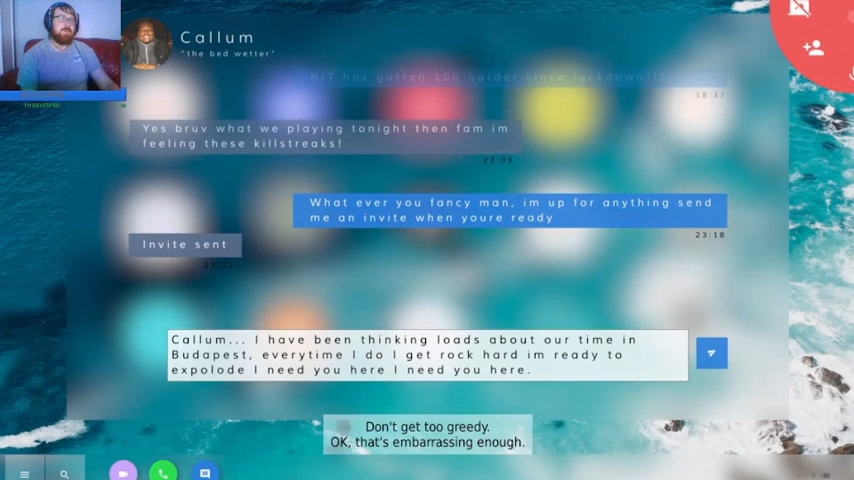 Callum
"the bed wetter"
HiT has gotten 100 harder since lockdown!!!
18:37
Yes bruv what we playing tonight then fam im
feeling these killstreaks!
23:03
What ever you fancy man, im up for anything send
me an invite when youre ready
23:18
Invite sent
Callum... I have been thinking loads about our time in
Budapest, everytime I do I get rock hard im ready to
expolode I need you here I need you here.
Don't get too greedy.
OK, that's embarrassing enough.